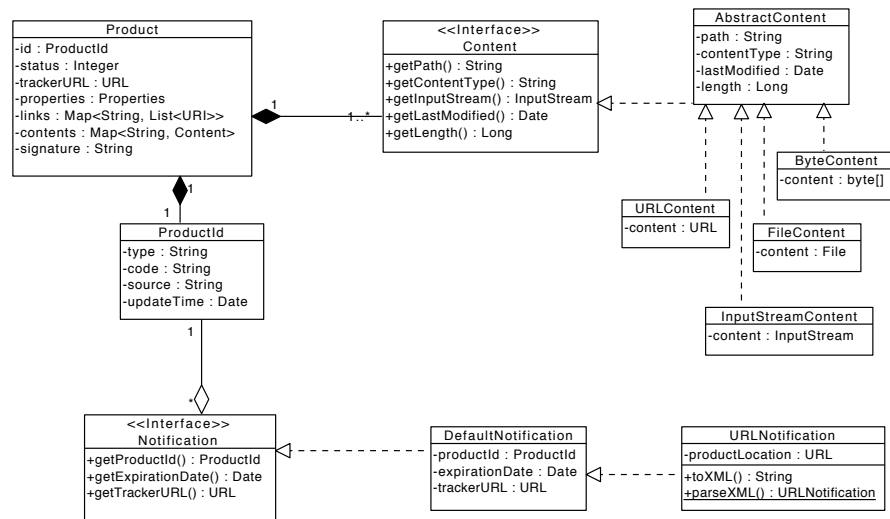 Product
-id : ProductId
-status : Integer
-trackerURL : URL
-properties : Properties
-links : Map<String, List<URI>>
-contents : Map<String, Content>
-signature : String
1
1..*
<<Interface>>
Content
+getPath() : String
+getContentType() : String
+getInputStream() : InputStream
+getLastModified() : Date
+getLength() : Long
AbstractContent
-path : String
-contentType : String
-lastModified : Date
-length : Long
ByteContent
-content : byte[]
URLContent
-content : URL
FileContent
-content : File
InputStreamContent
-content : InputStream
1
1
ProductId
-type : String
-code : String
-source : String
-updateTime : Date
1
*
<<Interface>>
Notification
+getProductId() : ProductId
+getExpirationDate() : Date
+getTrackerURL() : URL
DefaultNotification
-productId : ProductId
-expirationDate : Date
-trackerURL : URL
URLNotification
-productLocation : URL
+toXML() : String
+parseXML() : URLNotification